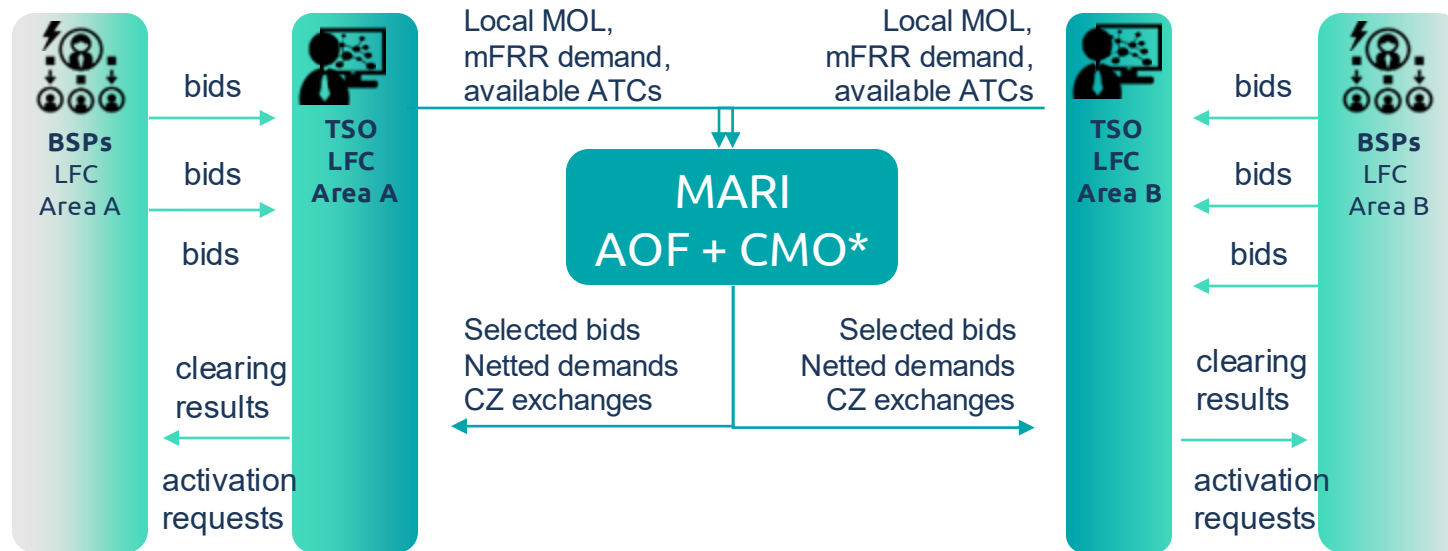 BSPs
LFC
Area A
bids
bids
bids
clearing
results
activation
requests
TSO
LFC
Area A
Local MOL,
mFRR demand,
available ATCs
Local MOL,
mFRR demand,
available ATCs
MARI
AOF + CMO*
Selected bids
Netted demands
CZ exchanges
Selected bids
Netted demands
CZ exchanges
TSO
LFC
Area B
bids
bids
bids
clearing
results
activation
requests
BSPs
LFC
Area B